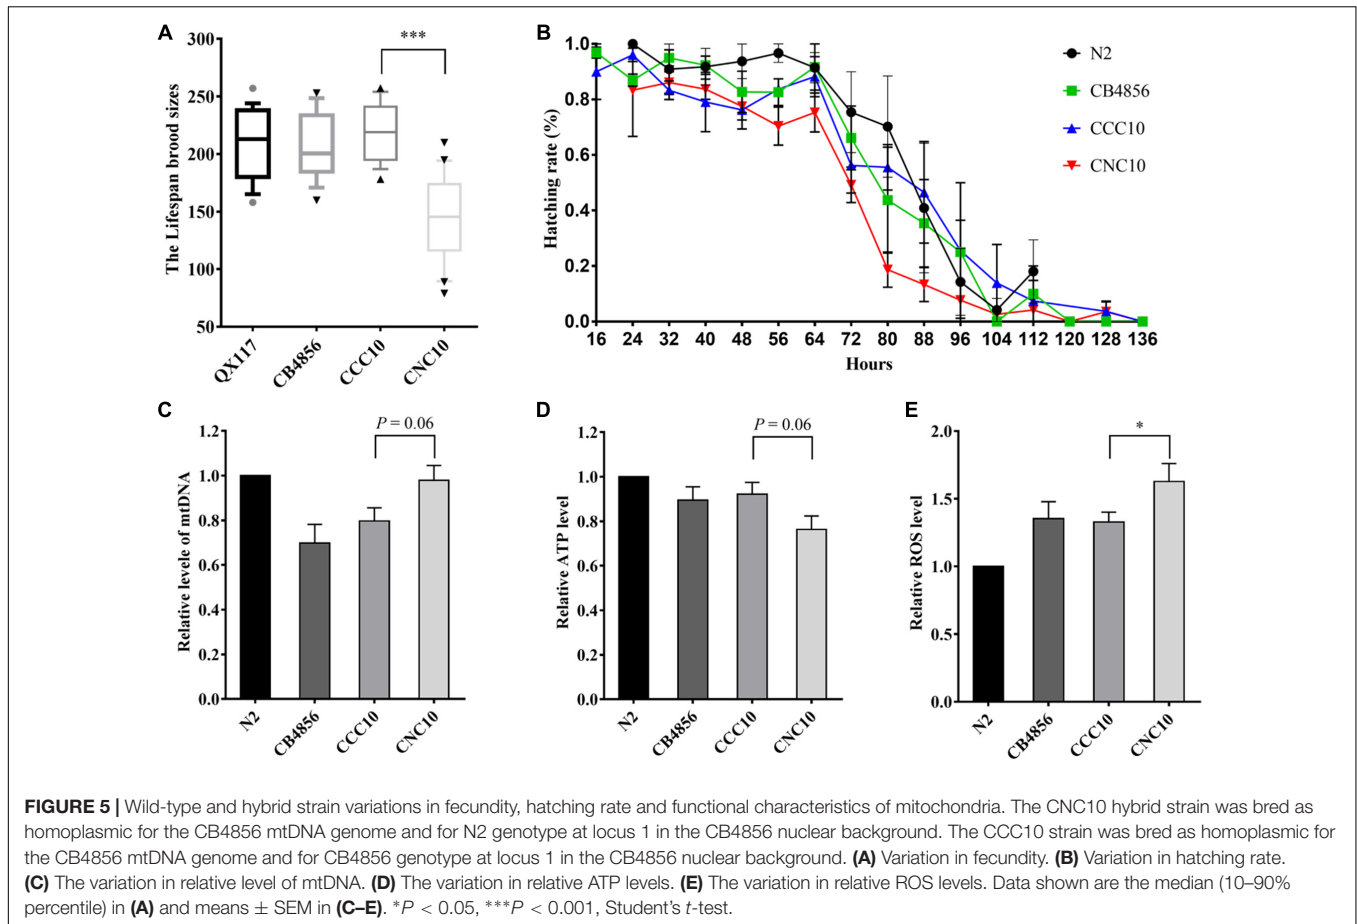 A
***
The Lifespan brood sizes
300
250
200
150
100
50
QX117
CB4856
CCC10
CNC10
B
Hatching rate (%)
1.0
0.8
0.6
0.4
0.2
0.0
16 24 32 40 48 56 64 72 80 88 96 104 112 120 128 136
Hours
N2
CB4856
CCC10
CNC10
C
P = 0.06
Relative levele of mtDNA
1.2
1.0
0.8
0.6
0.4
0.2
0.0
N2
CB4856
CCC10
CNC10
D
P = 0.06
Relative ATP level
1.2
1.0
0.8
0.6
0.4
0.2
0.0
N2
CB4856
CCC10
CNC10
E
*
Relative ROS level
2.0
1.5
1.0
0.5
0.0
N2
CB4856
CCC10
CNC10
FIGURE 5 | Wild-type and hybrid strain variations in fecundity, hatching rate and functional characteristics of mitochondria. The CNC10 hybrid strain was bred as
homoplasmic for the CB4856 mtDNA genome and for N2 genotype at locus 1 in the CB4856 nuclear background. The CCC10 strain was bred as homoplasmic for
the CB4856 mtDNA genome and for CB4856 genotype at locus 1 in the CB4856 nuclear background. (A) Variation in fecundity. (B) Variation in hatching rate.
(C) The variation in relative level of mtDNA. (D) The variation in relative ATP levels. (E) The variation in relative ROS levels. Data shown are the median (10–90%
percentile) in (A) and means ± SEM in (C–E). *P < 0.05, ***P < 0.001, Student's t-test.